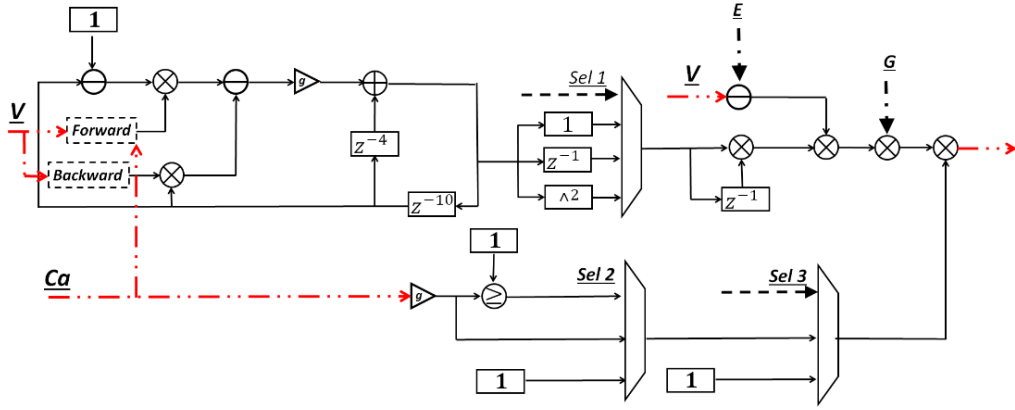 1
E
Sel 1
V
G
g
V
Forward
1
z⁻⁴
Backward
z⁻¹
^2
z⁻¹
z⁻¹⁰
1
Ca
Sel 2
Sel 3
g
≥
1
1